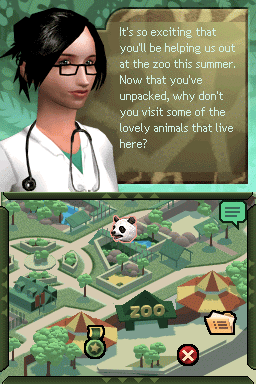 It's so exciting that
you'll be helping us out
at the zoo this summer.
Now that you've
unpacked, why don't
you visit some of the
lovely animals that live
here?
ZOO